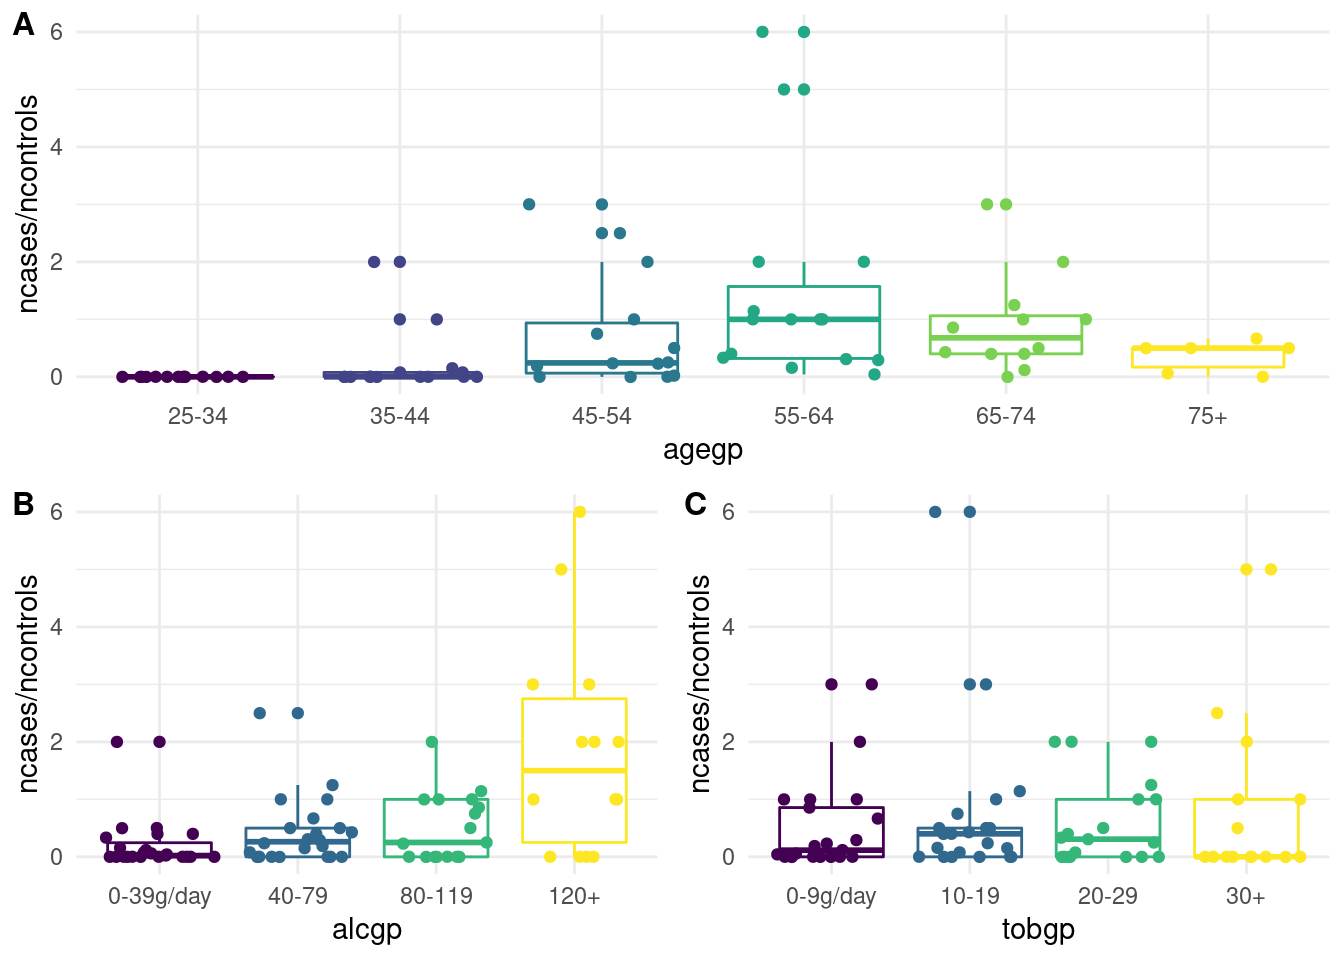 A
ncases/ncontrols
6
4
2
0
25-34 35-44 45-54 55-64 65-74 75+
agegp
B
ncases/ncontrols
6
4
2
0
0-39g/day 40-79 80-119 120+
alcgp
C
ncases/ncontrols
6
4
2
0
0-9g/day 10-19 20-29 30+
tobgp